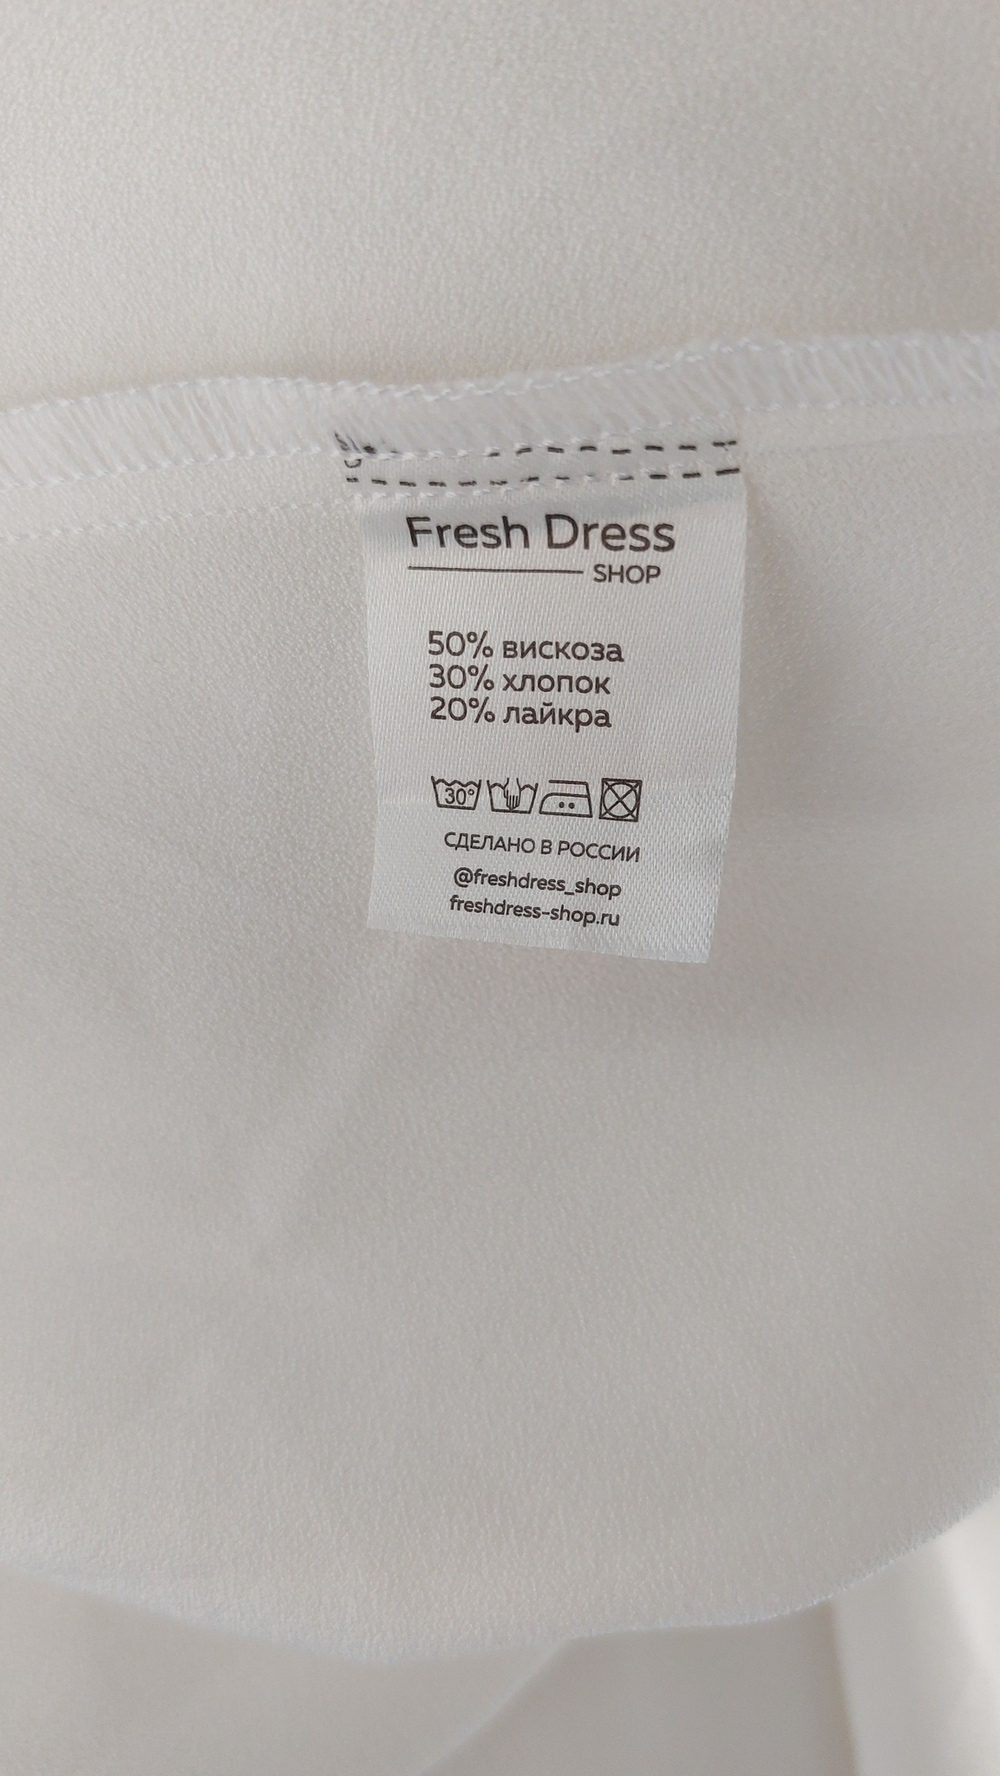 Fresh Dress
SHOP
50% вискоза
30% хлопок
20% лайкра
30°
СДЕЛАНО В РОССИИ
@freshdress_shop
freshdress-shop.ru